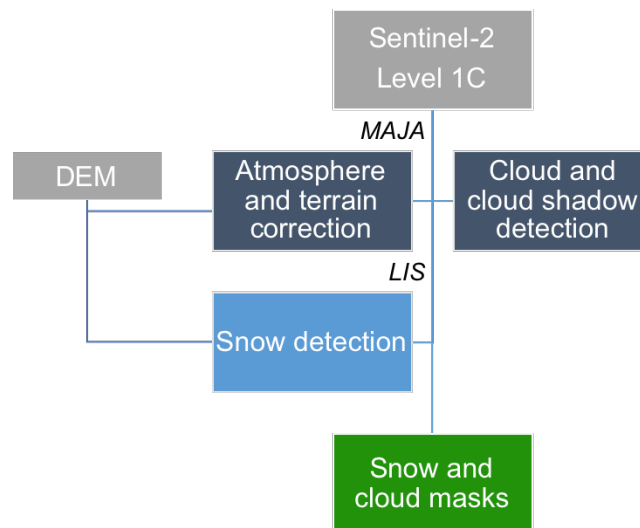 Sentinel-2
Level 1C
MAJA
DEM
Atmosphere
and terrain
correction
Cloud and
cloud shadow
detection
LIS
Snow detection
Snow and
cloud masks